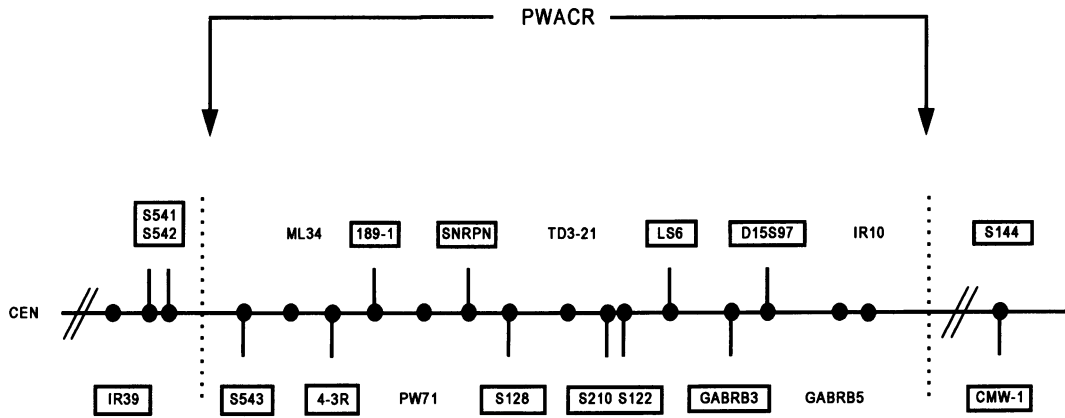 PWACR
S541
S542
ML34 189-1 SNRPN TD3-21 LS6 D15S97 IR10 S144
CEN
IR39 S543 4-3R PW71 S128 S210 S122 GABRB3 GABRB5 CMW-1